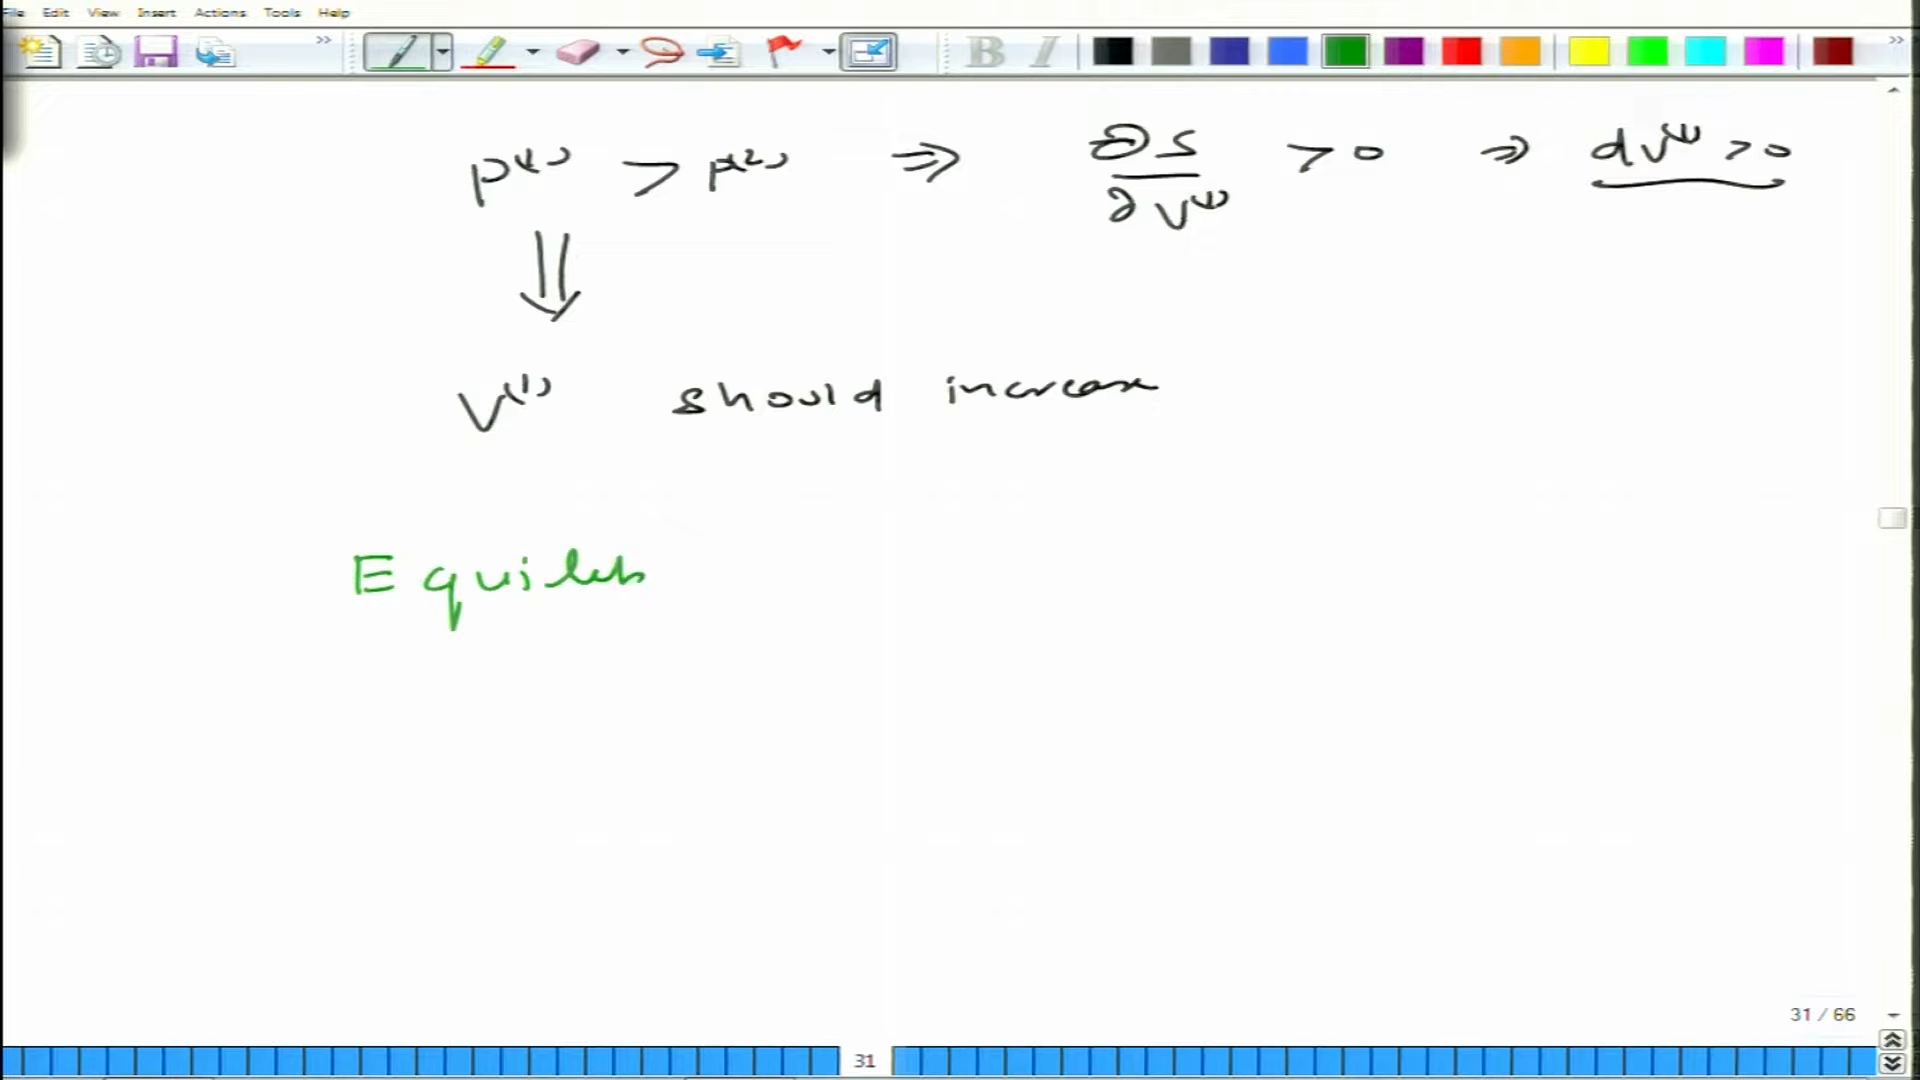 File Edit View Insert Actions Tools Help
B I
P⁽¹⁾ > P⁽²⁾ ⇒ ∂S/∂V⁽¹⁾ > 0 ⇒ dV⁽¹⁾ > 0
⇓
V⁽¹⁾ should increase
Equilib
31 / 66
31